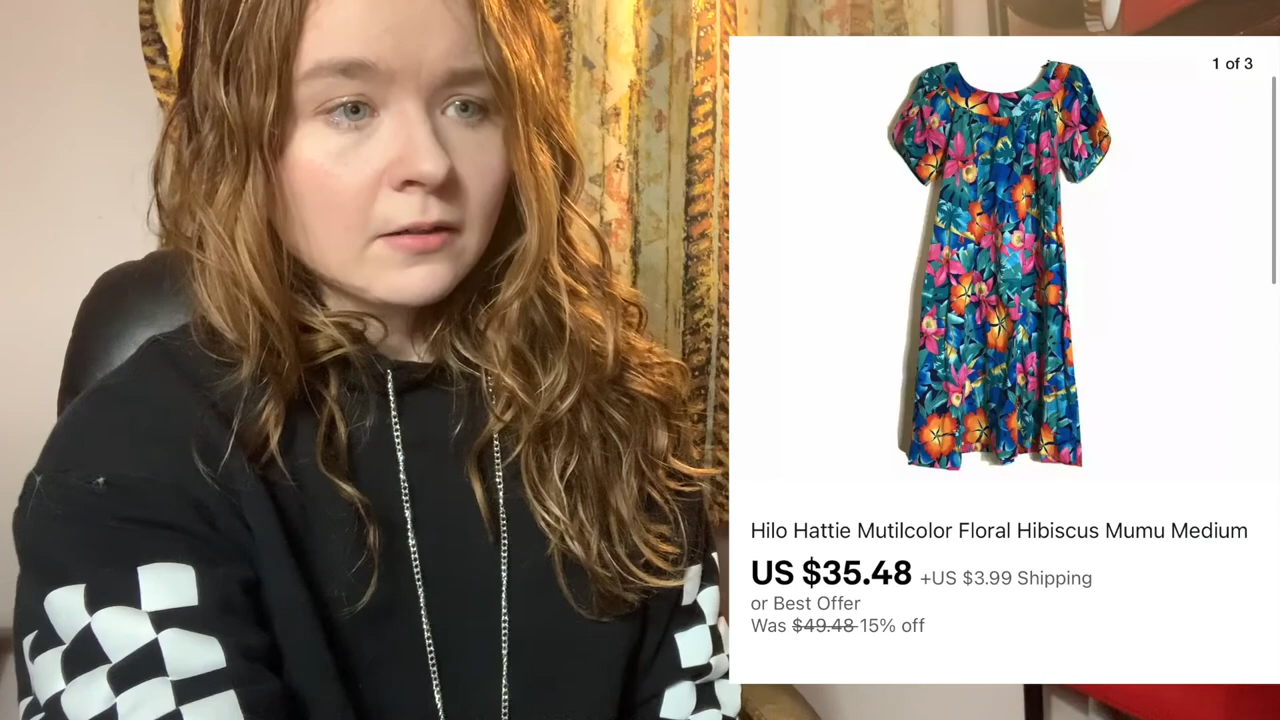 1 of 3
Hilo Hattie Mutilcolor Floral Hibiscus Mumu Medium
US $35.48 +US $3.99 Shipping
or Best Offer
Was $49.48 15% off